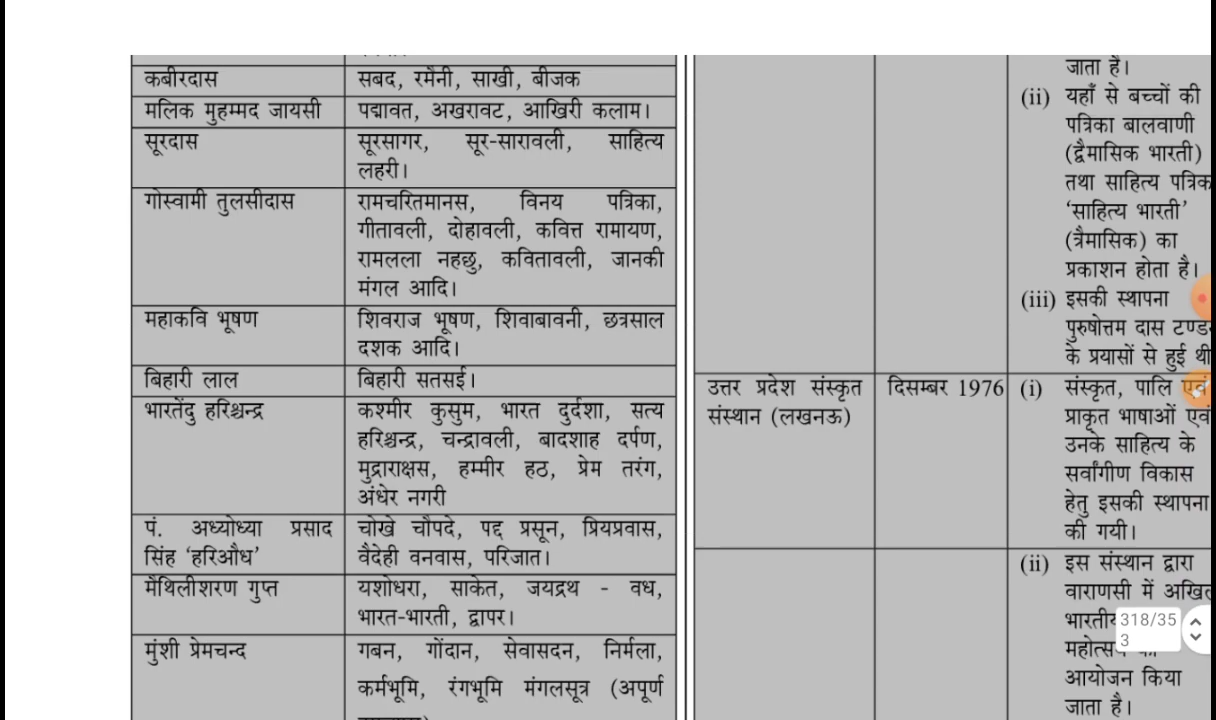 कबीरदास
सबद, रमैनी, साखी, बीजक
मलिक मुहम्मद जायसी
पद्मावत, अखरावट, आखिरी कलाम।
सूरदास
सूरसागर, सूर-सारावली, साहित्य
लहरी।
गोस्वामी तुलसीदास
रामचरितमानस, विनय पत्रिका,
गीतावली, दोहावली, कवित्त रामायण,
रामलला नहछु, कवितावली, जानकी
मंगल आदि।
महाकवि भूषण
शिवराज भूषण, शिवाबावनी, छत्रसाल
दशक आदि।
बिहारी लाल
बिहारी सतसई।
भारतेंदु हरिश्चन्द्र
कश्मीर कुसुम, भारत दुर्दशा, सत्य
हरिश्चन्द्र, चन्द्रावली, बादशाह दर्पण,
मुद्राराक्षस, हम्मीर हठ, प्रेम तरंग,
अंधेर नगरी
पं. अध्योध्या प्रसाद
सिंह ‘हरिऔध’
चोखे चौपदे, पद्द प्रसून, प्रियप्रवास,
वैदेही वनवास, परिजात।
मैथिलीशरण गुप्त
यशोधरा, साकेत, जयद्रथ - वध,
भारत-भारती, द्वापर।
मुंशी प्रेमचन्द
गबन, गोंदान, सेवासदन, निर्मला,
कर्मभूमि, रंगभूमि मंगलसूत्र (अपूर्ण
जाता हैं।
(ii) यहाँ से बच्चों की
पत्रिका बालवाणी
(द्वैमासिक भारती)
तथा साहित्य पत्रिक
‘साहित्य भारती’
(त्रैमासिक) का
प्रकाशन होता है।
(iii) इसकी स्थापना
पुरुषोत्तम दास टण्ड
के प्रयासों से हुई थी
उत्तर प्रदेश संस्कृत
संस्थान (लखनऊ)
दिसम्बर 1976
(i) संस्कृत, पालि एवं
प्राकृत भाषाओं एवं
उनके साहित्य के
सर्वांगीण विकास
हेतु इसकी स्थापना
की गयी।
(ii) इस संस्थान द्वारा
वाराणसी में अखिल
भारतीय
महोत्सव
आयोजन किया
जाता है।
318/35
3